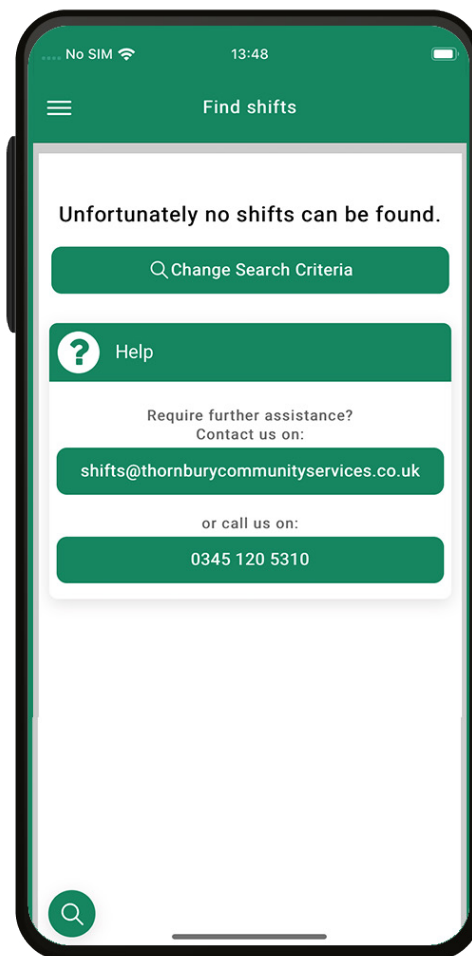 No SIM
13:48
Find shifts
Unfortunately no shifts can be found.
Change Search Criteria
?
Help
Require further assistance?
Contact us on:
shifts@thornburycommunityservices.co.uk
or call us on:
0345 120 5310